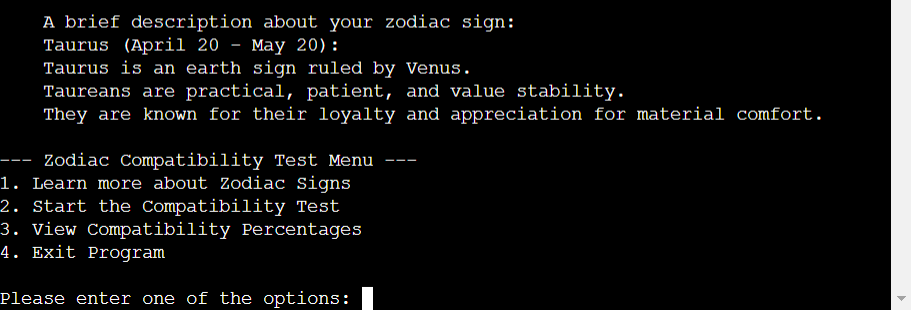 A brief description about your zodiac sign:
Taurus (April 20 - May 20):
Taurus is an earth sign ruled by Venus.
Taureans are practical, patient, and value stability.
They are known for their loyalty and appreciation for material comfort.
--- Zodiac Compatibility Test Menu ---
1. Learn more about Zodiac Signs
2. Start the Compatibility Test
3. View Compatibility Percentages
4. Exit Program
Please enter one of the options: